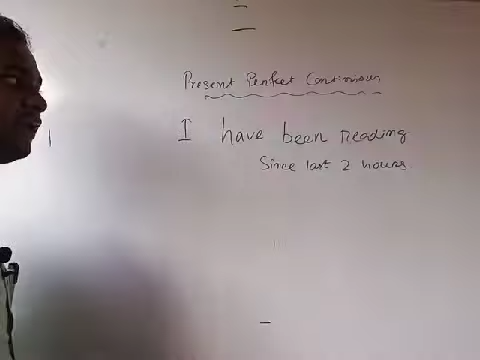 Present Perfect Continuous
I have been reading
Since last 2 hours